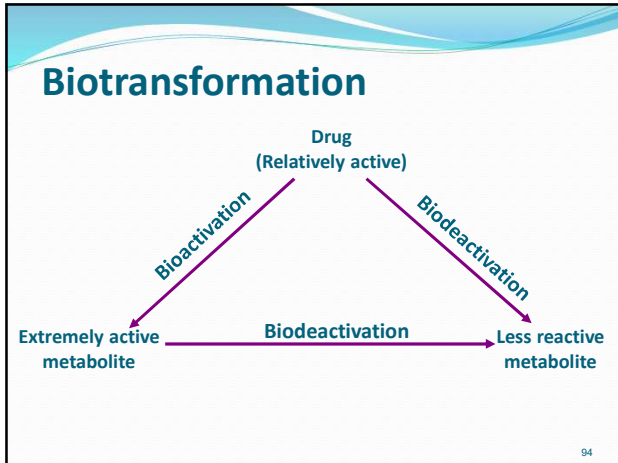 Biotransformation
Drug
(Relatively active)
Bioactivation
Biodeactivation
Extremely active
metabolite
Biodeactivation
Less reactive
metabolite
94